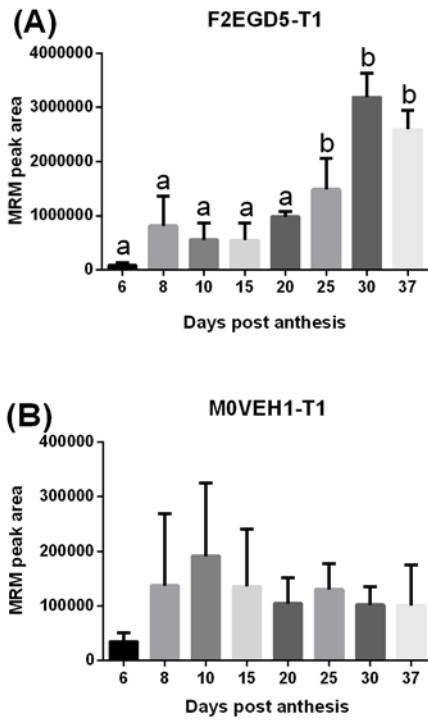 (A)
F2EGD5-T1
MRM peak area
4000000
3000000
2000000
1000000
0
a a a a a b b b
6 8 10 15 20 25 30 37
Days post anthesis
(B)
M0VEH1-T1
MRM peak area
400000
300000
200000
100000
0
6 8 10 15 20 25 30 37
Days post anthesis